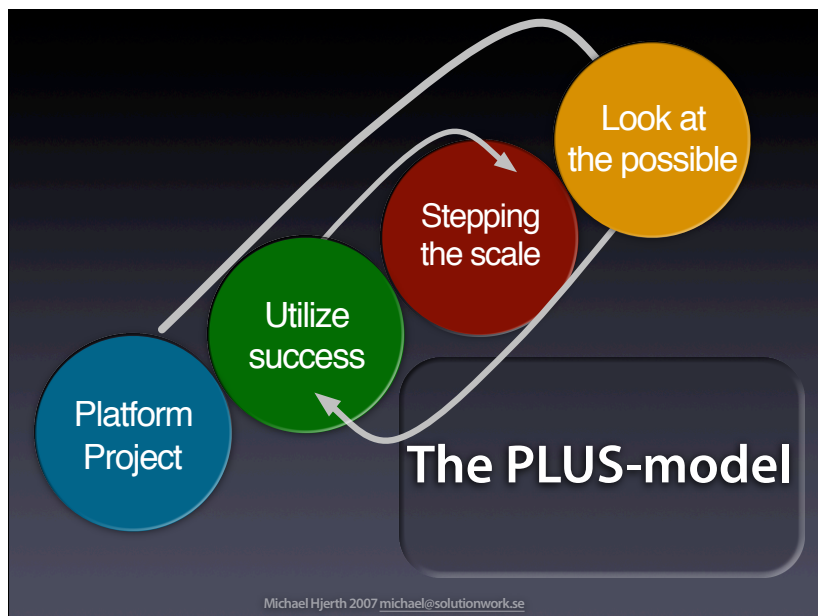 Look at
the possible
Stepping
the scale
Utilize
success
Platform
Project
The PLUS-model
Michael Hjerth 2007 michael@solutionwork.se